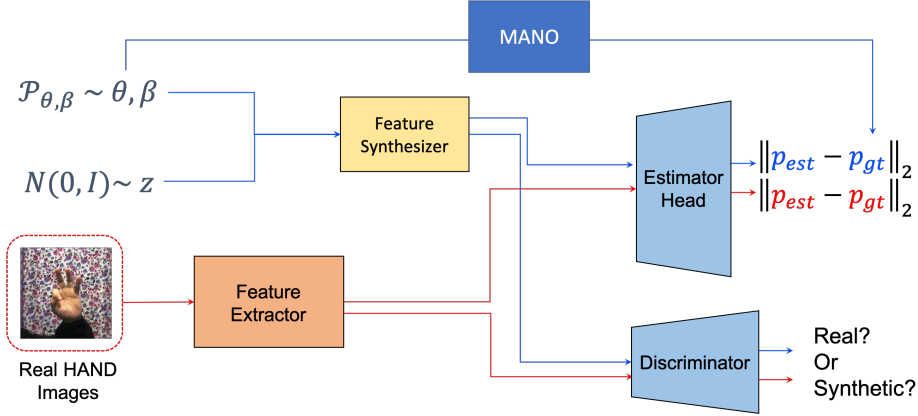 MANO
𝒫θ,β ~ θ, β
Feature
Synthesizer
N(0, I)~ z
Estimator
Head
‖pest − pgt‖2
‖pest − pgt‖2
Feature
Extractor
Real HAND
Images
Discriminator
Real?
Or
Synthetic?